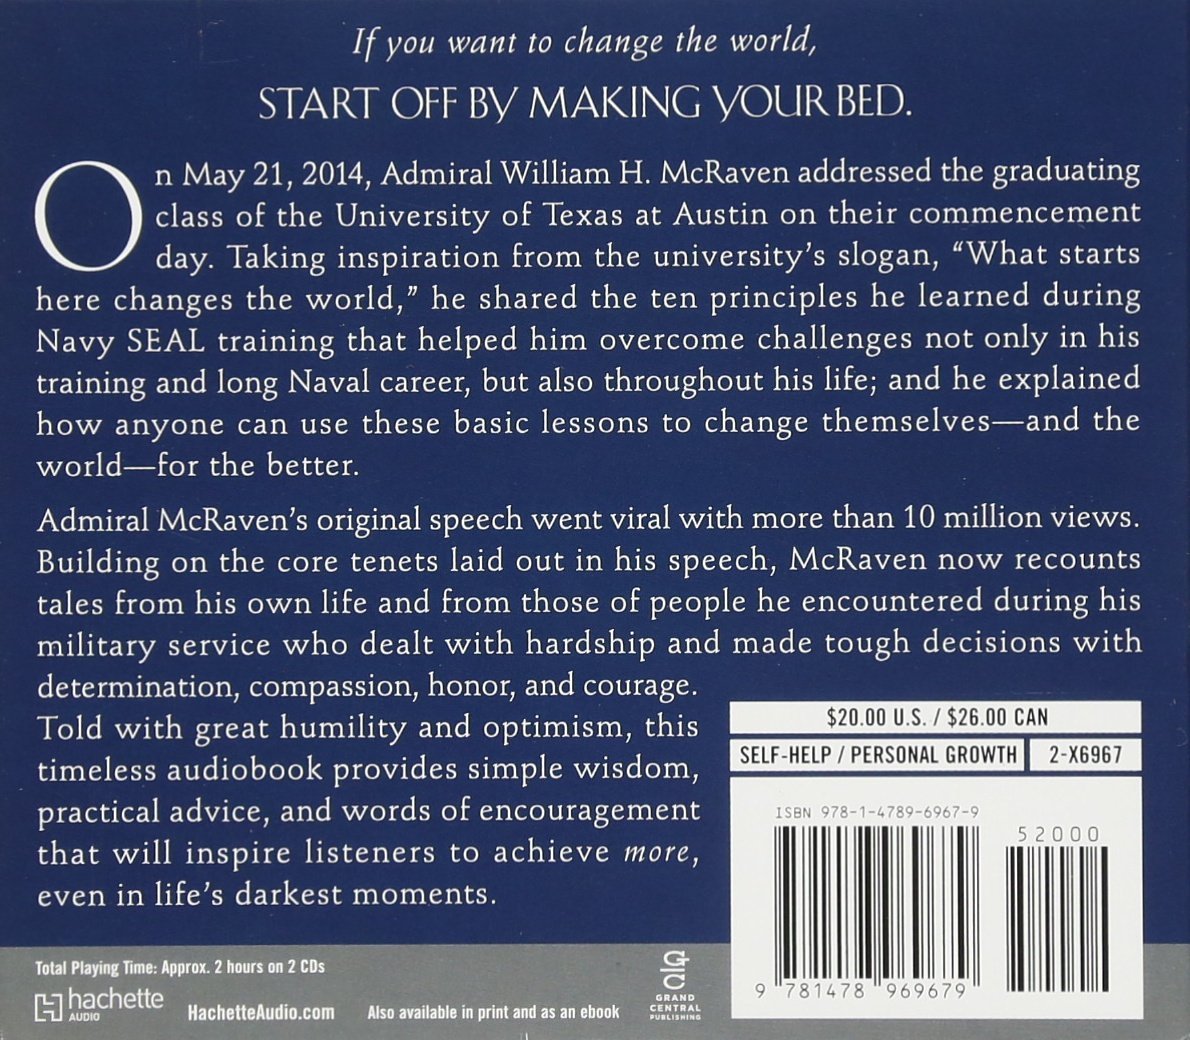 If you want to change the world,
START OFF BY MAKING YOUR BED.
On May 21, 2014, Admiral William H. McRaven addressed the graduating
class of the University of Texas at Austin on their commencement
day. Taking inspiration from the university’s slogan, “What starts
here changes the world,” he shared the ten principles he learned during
Navy SEAL training that helped him overcome challenges not only in his
training and long Naval career, but also throughout his life; and he explained
how anyone can use these basic lessons to change themselves—and the
world—for the better.
Admiral McRaven’s original speech went viral with more than 10 million views.
Building on the core tenets laid out in his speech, McRaven now recounts
tales from his own life and from those of people he encountered during his
military service who dealt with hardship and made tough decisions with
determination, compassion, honor, and courage.
Told with great humility and optimism, this
timeless audiobook provides simple wisdom,
practical advice, and words of encouragement
that will inspire listeners to achieve more,
even in life’s darkest moments.
$20.00 U.S. / $26.00 CAN
SELF-HELP / PERSONAL GROWTH 2-X6967
ISBN 978-1-4789-6967-9
52000
9 781478 969679
Total Playing Time: Approx. 2 hours on 2 CDs
hachette
AUDIO
HachetteAudio.com
Also available in print and as an ebook
GRAND
CENTRAL
PUBLISHING